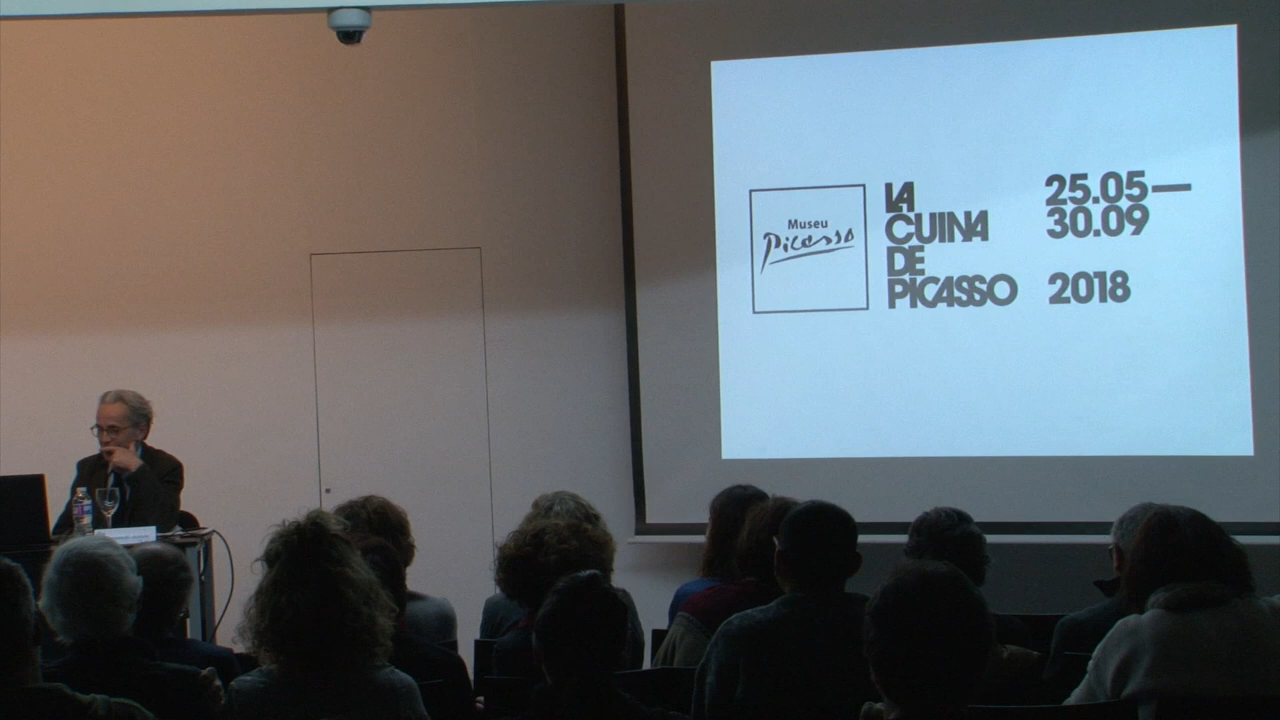 Museu
Picasso
LA
CUINA
DE
PICASSO
25.05—
30.09
2018